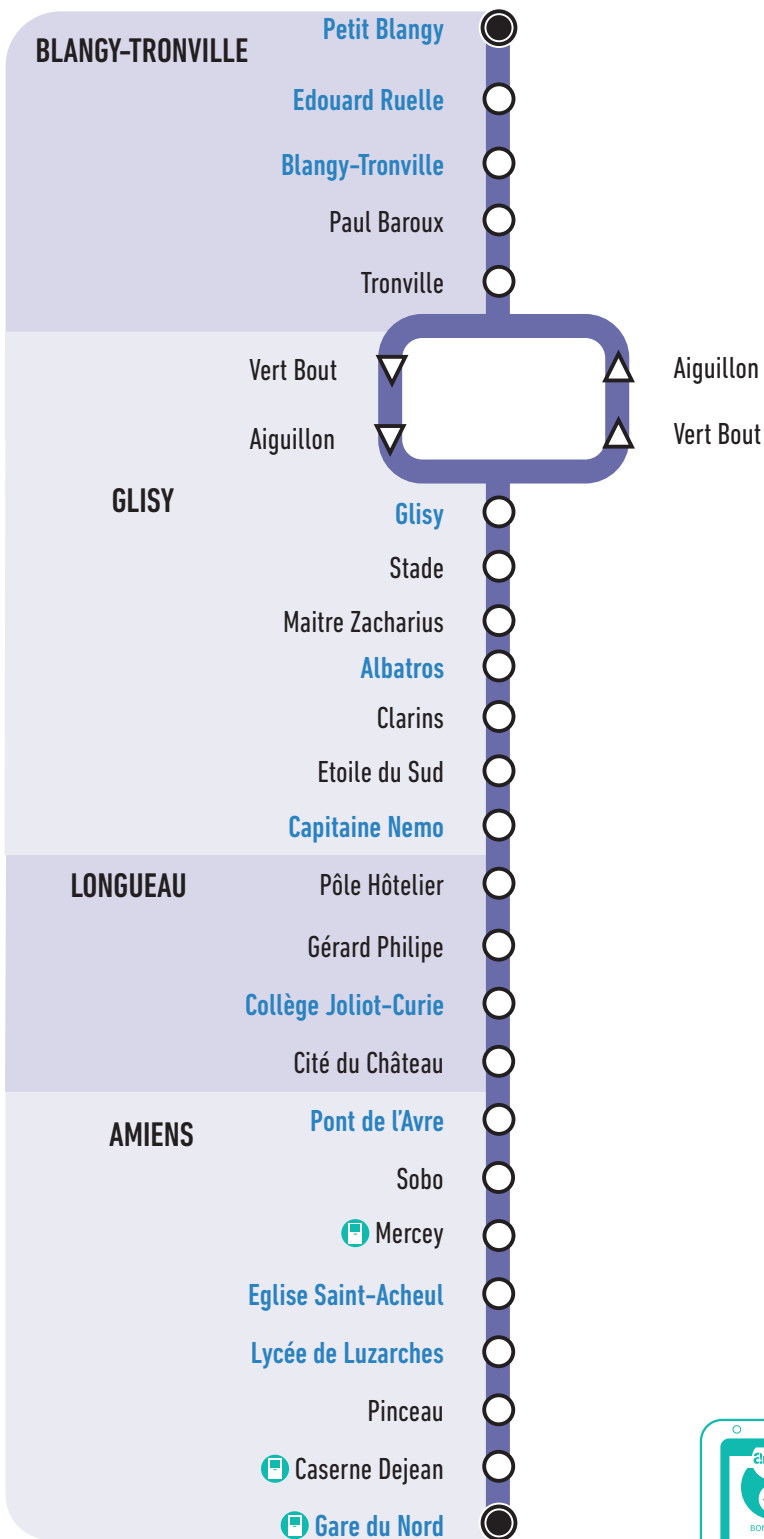 BLANGY-TRONVILLE
Petit Blangy
Edouard Ruelle
Blangy-Tronville
Paul Baroux
Tronville
Vert Bout
Aiguillon
Aiguillon
Vert Bout
GLISY
Glisy
Stade
Maitre Zacharius
Albatros
Clarins
Etoile du Sud
Capitaine Nemo
LONGUEAU
Pôle Hôtelier
Gérard Philipe
Collège Joliot-Curie
Cité du Château
AMIENS
Pont de l'Avre
Sobo
Mercey
Eglise Saint-Acheul
Lycée de Luzarches
Pinceau
Caserne Dejean
Gare du Nord